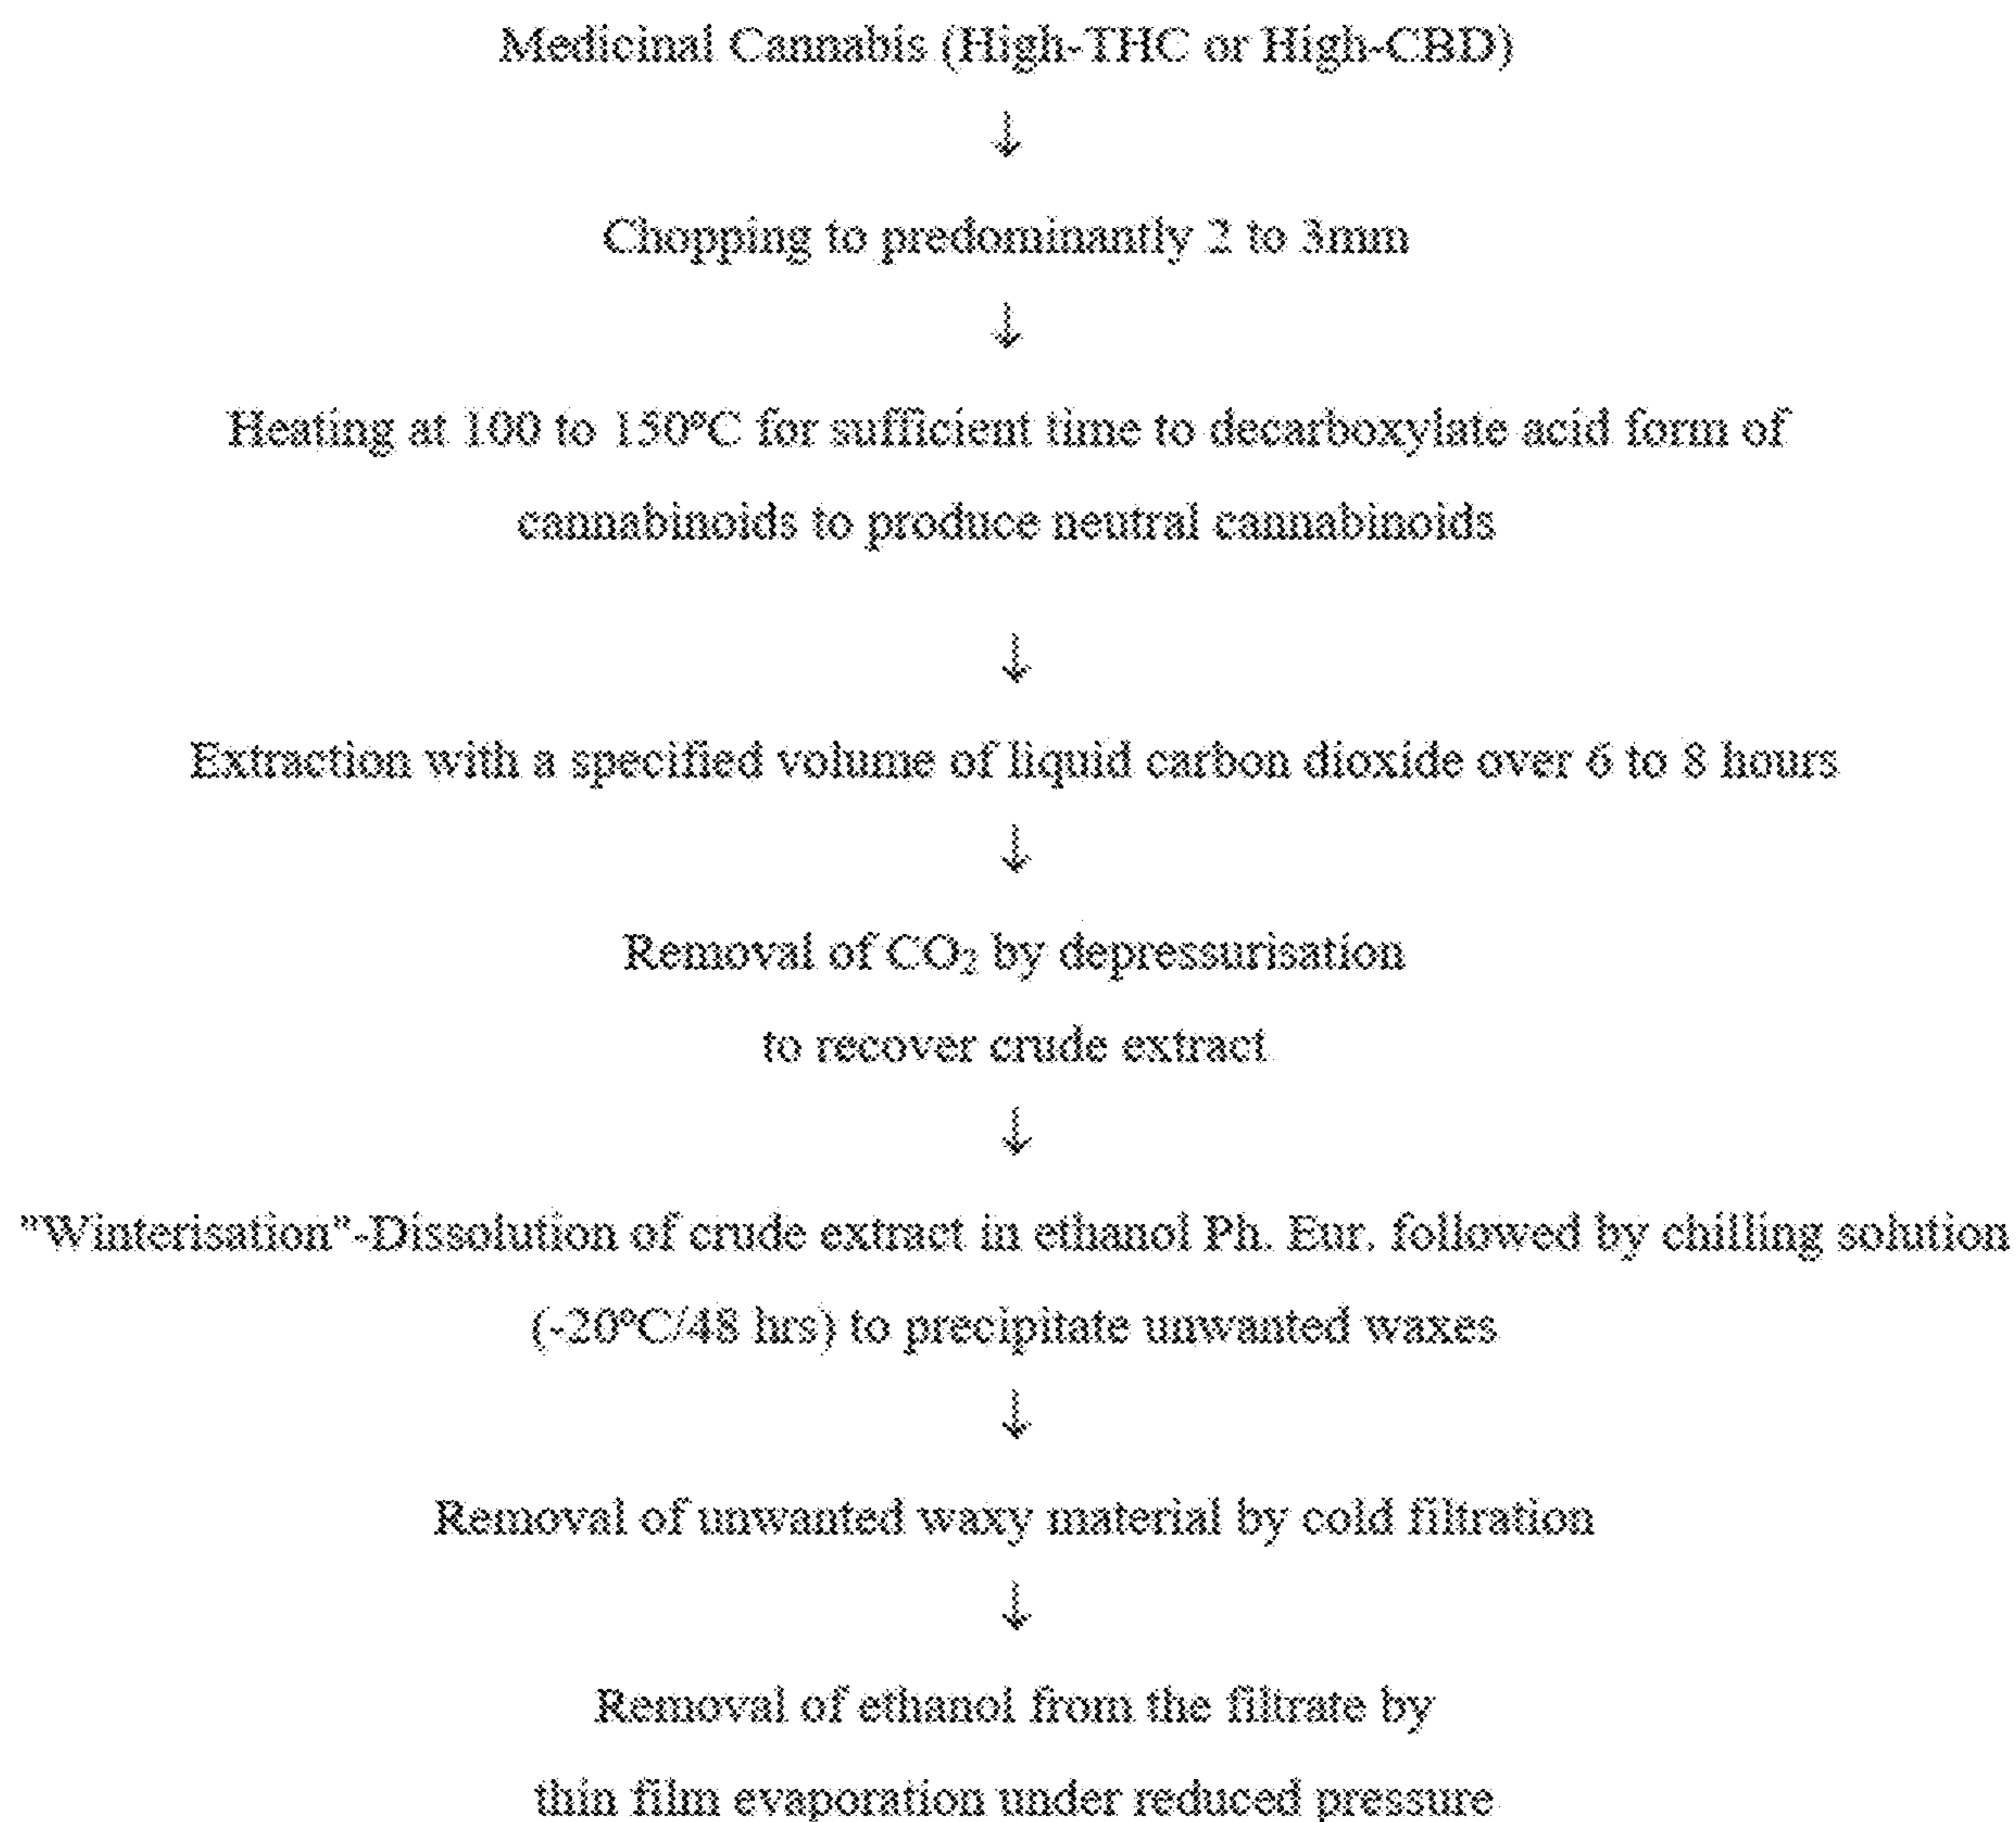 Medicinal Cannabis (High-THC or High-CBD)
↓
Chopping to predominantly 2 to 3mm
↓
Heating at 100 to 150ºC for sufficient time to decarboxylate acid form of
cannabinoids to produce neutral cannabinoids
↓
Extraction with a specified volume of liquid carbon dioxide over 6 to 8 hours
↓
Removal of CO₂ by depressurisation
to recover crude extract
↓
"Winterisation"-Dissolution of crude extract in ethanol Ph. Eur. followed by chilling solution
(-20ºC/48 hrs) to precipitate unwanted waxes
↓
Removal of unwanted waxy material by cold filtration
↓
Removal of ethanol from the filtrate by
thin film evaporation under reduced pressure